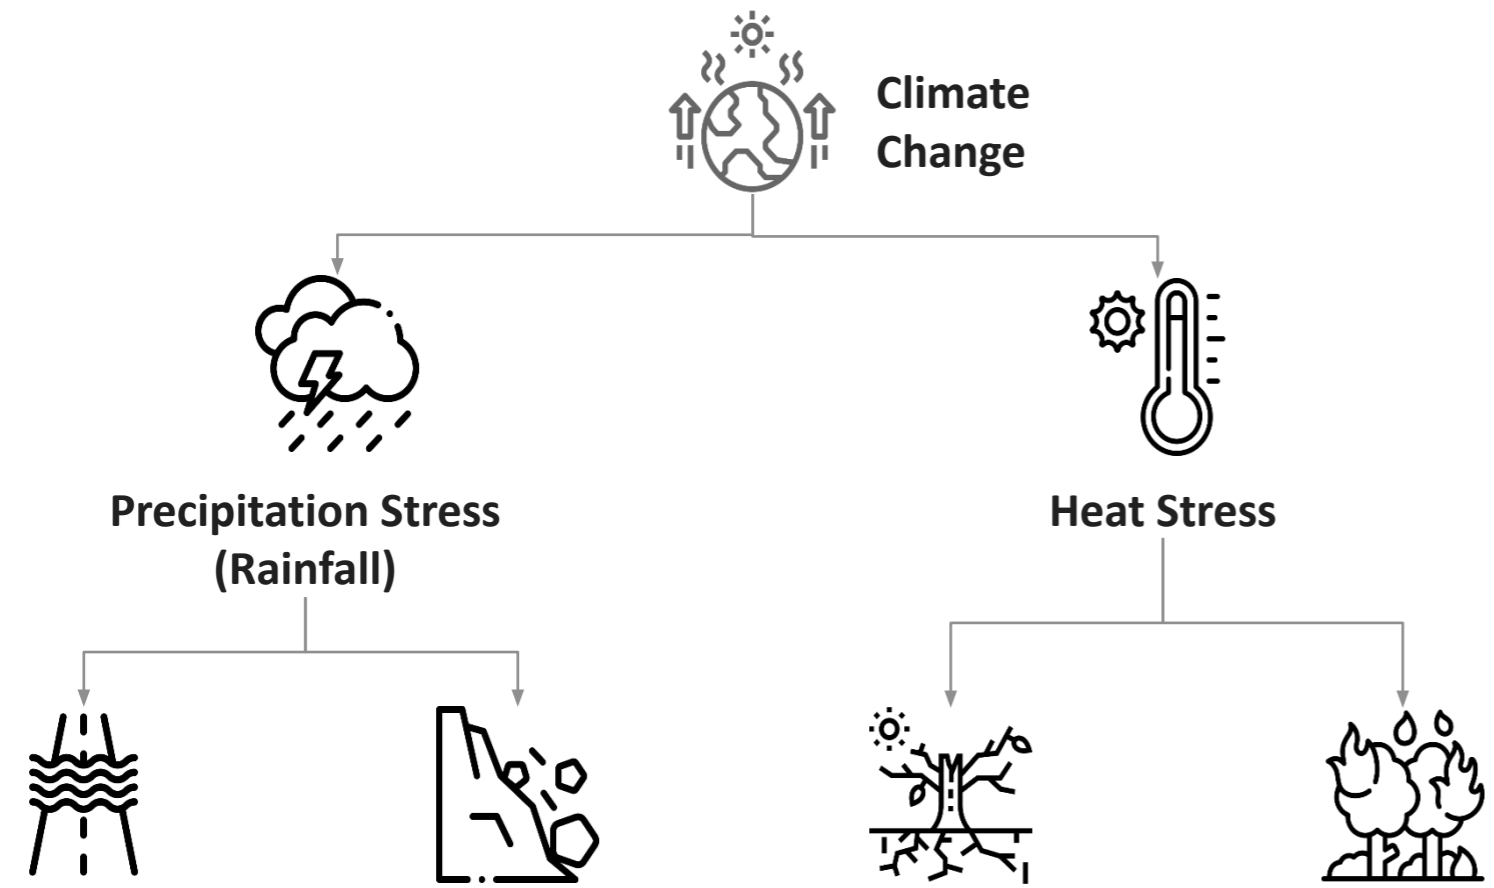 Climate
Change
Precipitation Stress
(Rainfall)
Heat Stress